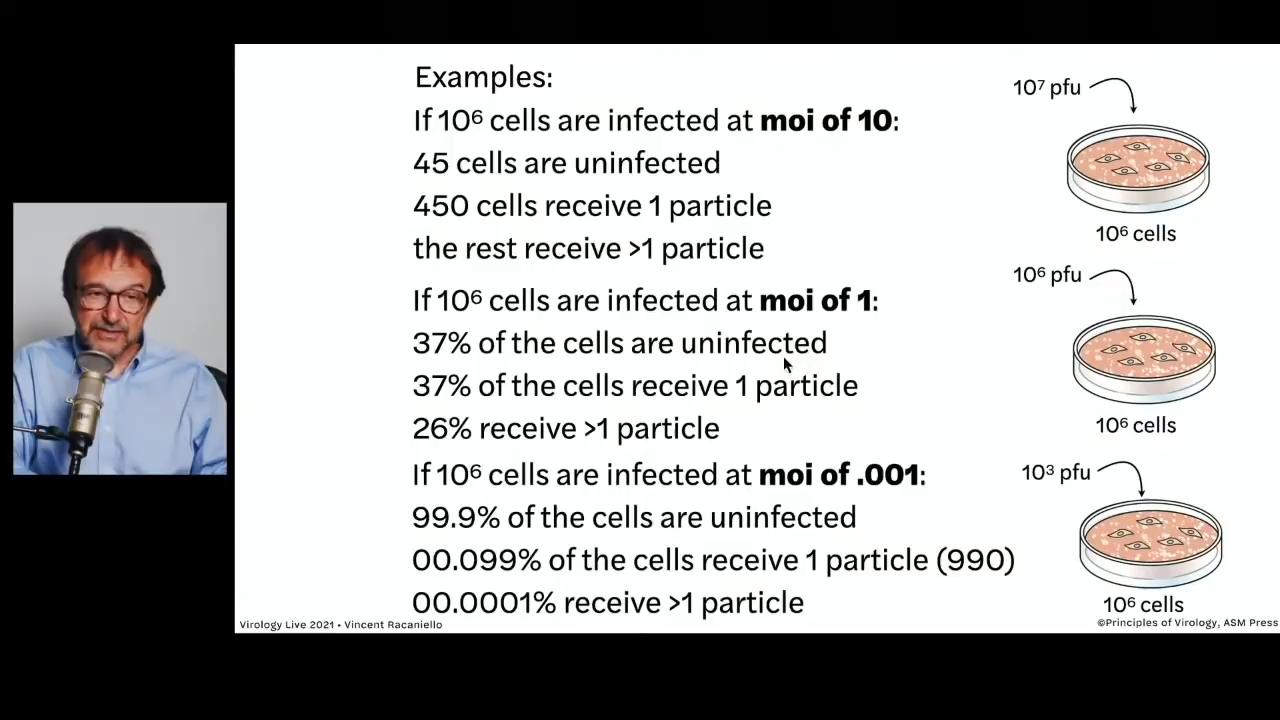 Examples:
If 10⁶ cells are infected at moi of 10:
45 cells are uninfected
450 cells receive 1 particle
the rest receive >1 particle
10⁷ pfu
10⁶ cells
If 10⁶ cells are infected at moi of 1:
37% of the cells are uninfected
37% of the cells receive 1 particle
26% receive >1 particle
10⁶ pfu
10⁶ cells
If 10⁶ cells are infected at moi of .001:
99.9% of the cells are uninfected
00.099% of the cells receive 1 particle (990)
00.0001% receive >1 particle
10³ pfu
10⁶ cells
Virology Live 2021 • Vincent Racaniello
©Principles of Virology, ASM Press